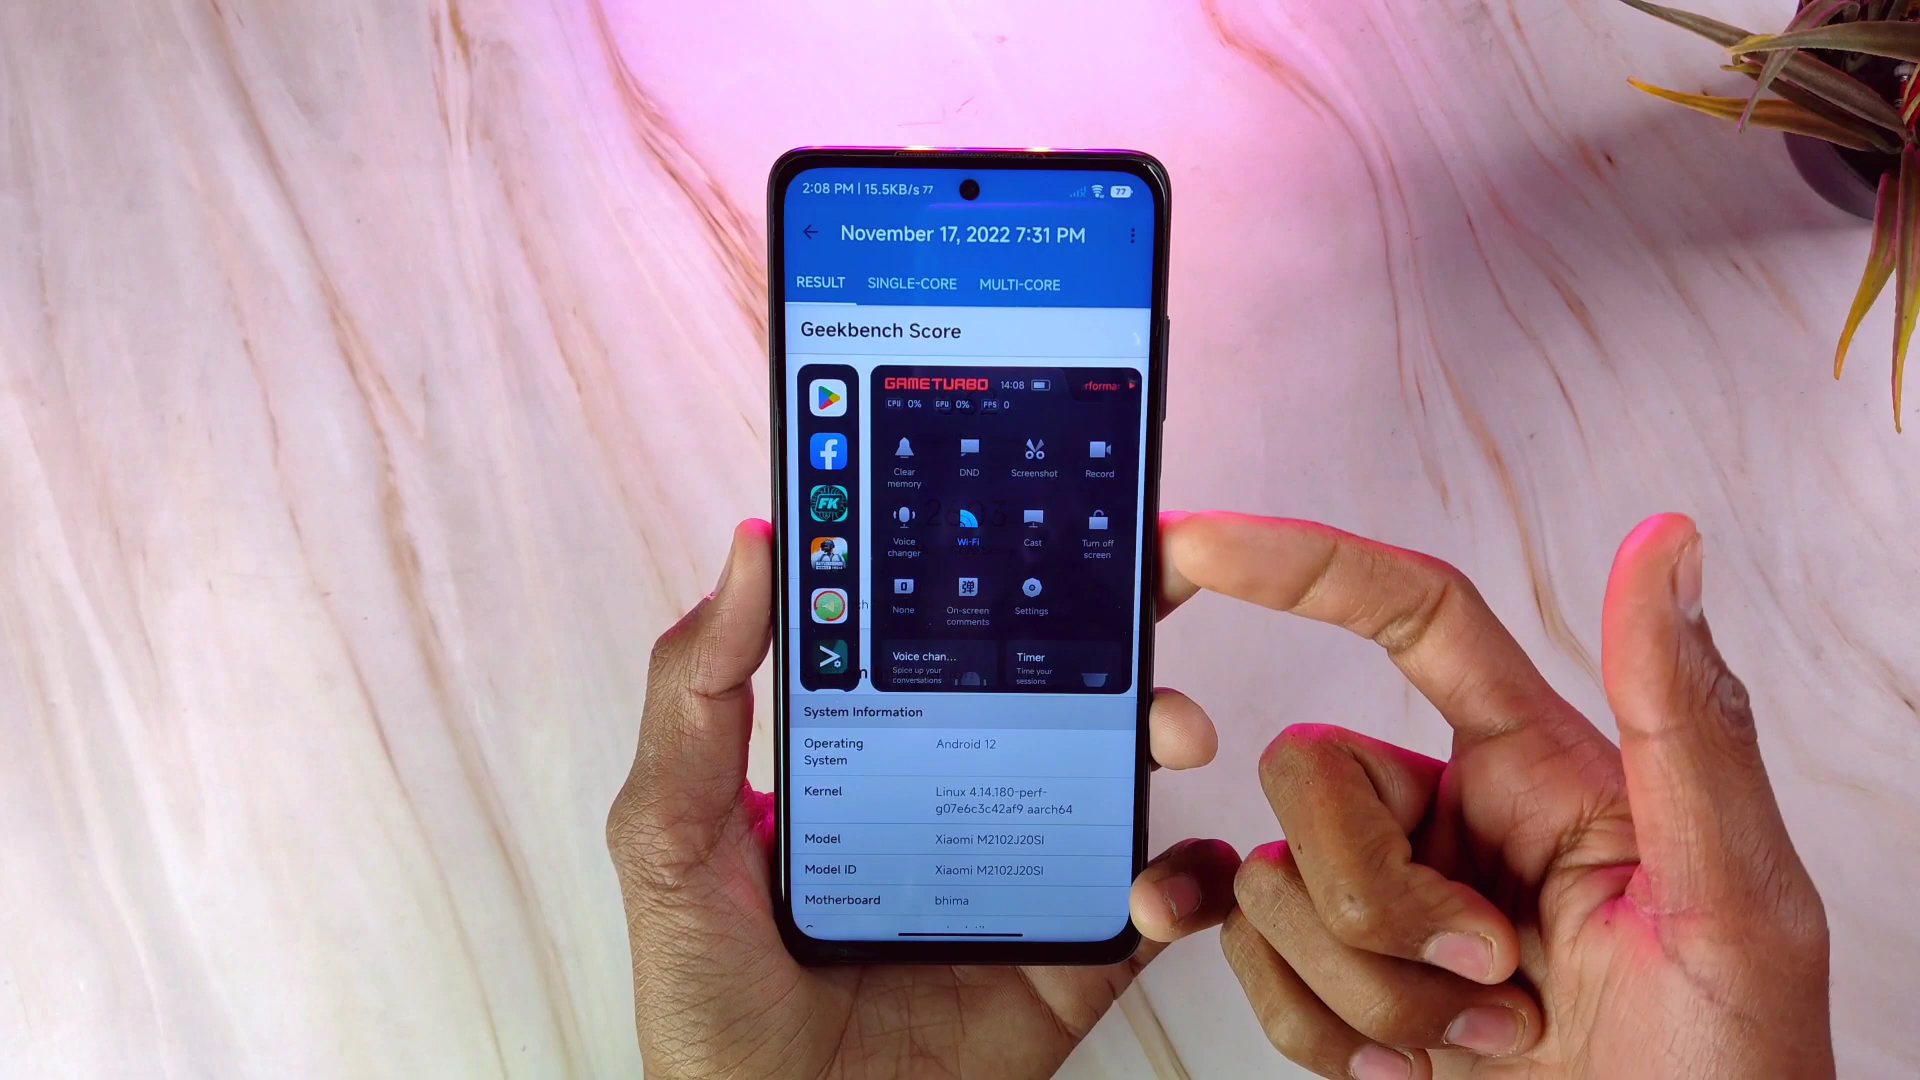 2:08 PM | 15.5KB/s 77
77
November 17, 2022 7:31 PM
RESULT SINGLE-CORE MULTI-CORE
Geekbench Score
GAMETURBO 14:08 rforma
CPU 0% GPU 0% FPS 0
Clear memory
DND
Screenshot
Record
Voice changer
Wi-Fi
Cast
Turn off screen
None
弹
On-screen comments
Settings
FK
Voice chan...
Spice up your
conversations
Timer
Time your
sessions
System Information
Operating System
Android 12
Kernel
Linux 4.14.180-perf-
g07e6c3c42af9 aarch64
Model Xiaomi M2102J20SI
Model ID Xiaomi M2102J20SI
Motherboard bhima